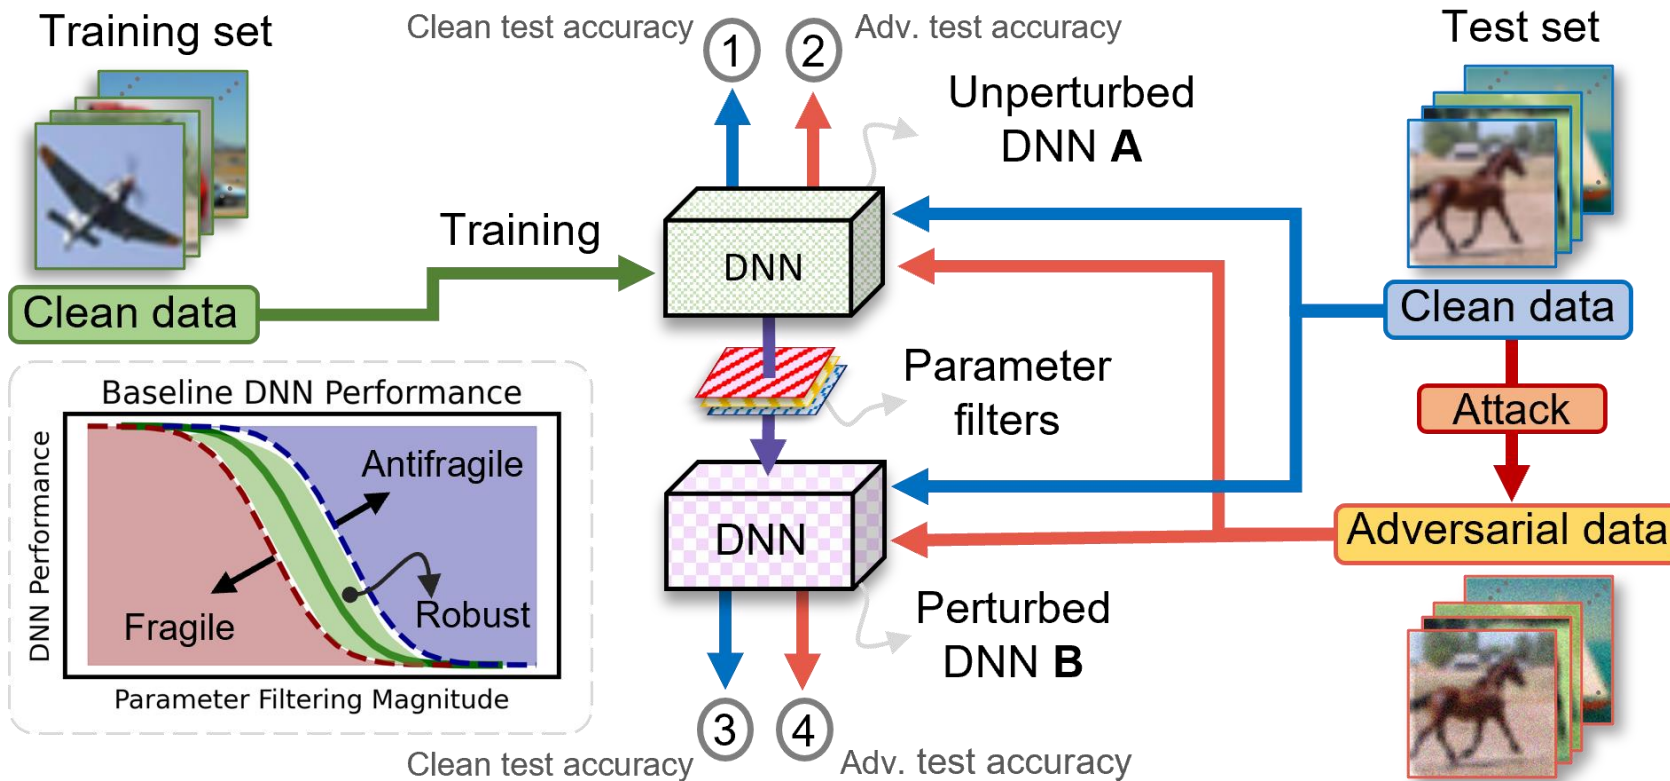 Training set
Clean test accuracy
1
2
Adv. test accuracy
Test set
Unperturbed
DNN A
Training
DNN
Clean data
Clean data
Parameter
filters
Attack
Baseline DNN Performance
DNN Performance
Antifragile
Fragile
Robust
Parameter Filtering Magnitude
DNN
Adversarial data
Perturbed
DNN B
3
4
Clean test accuracy
Adv. test accuracy